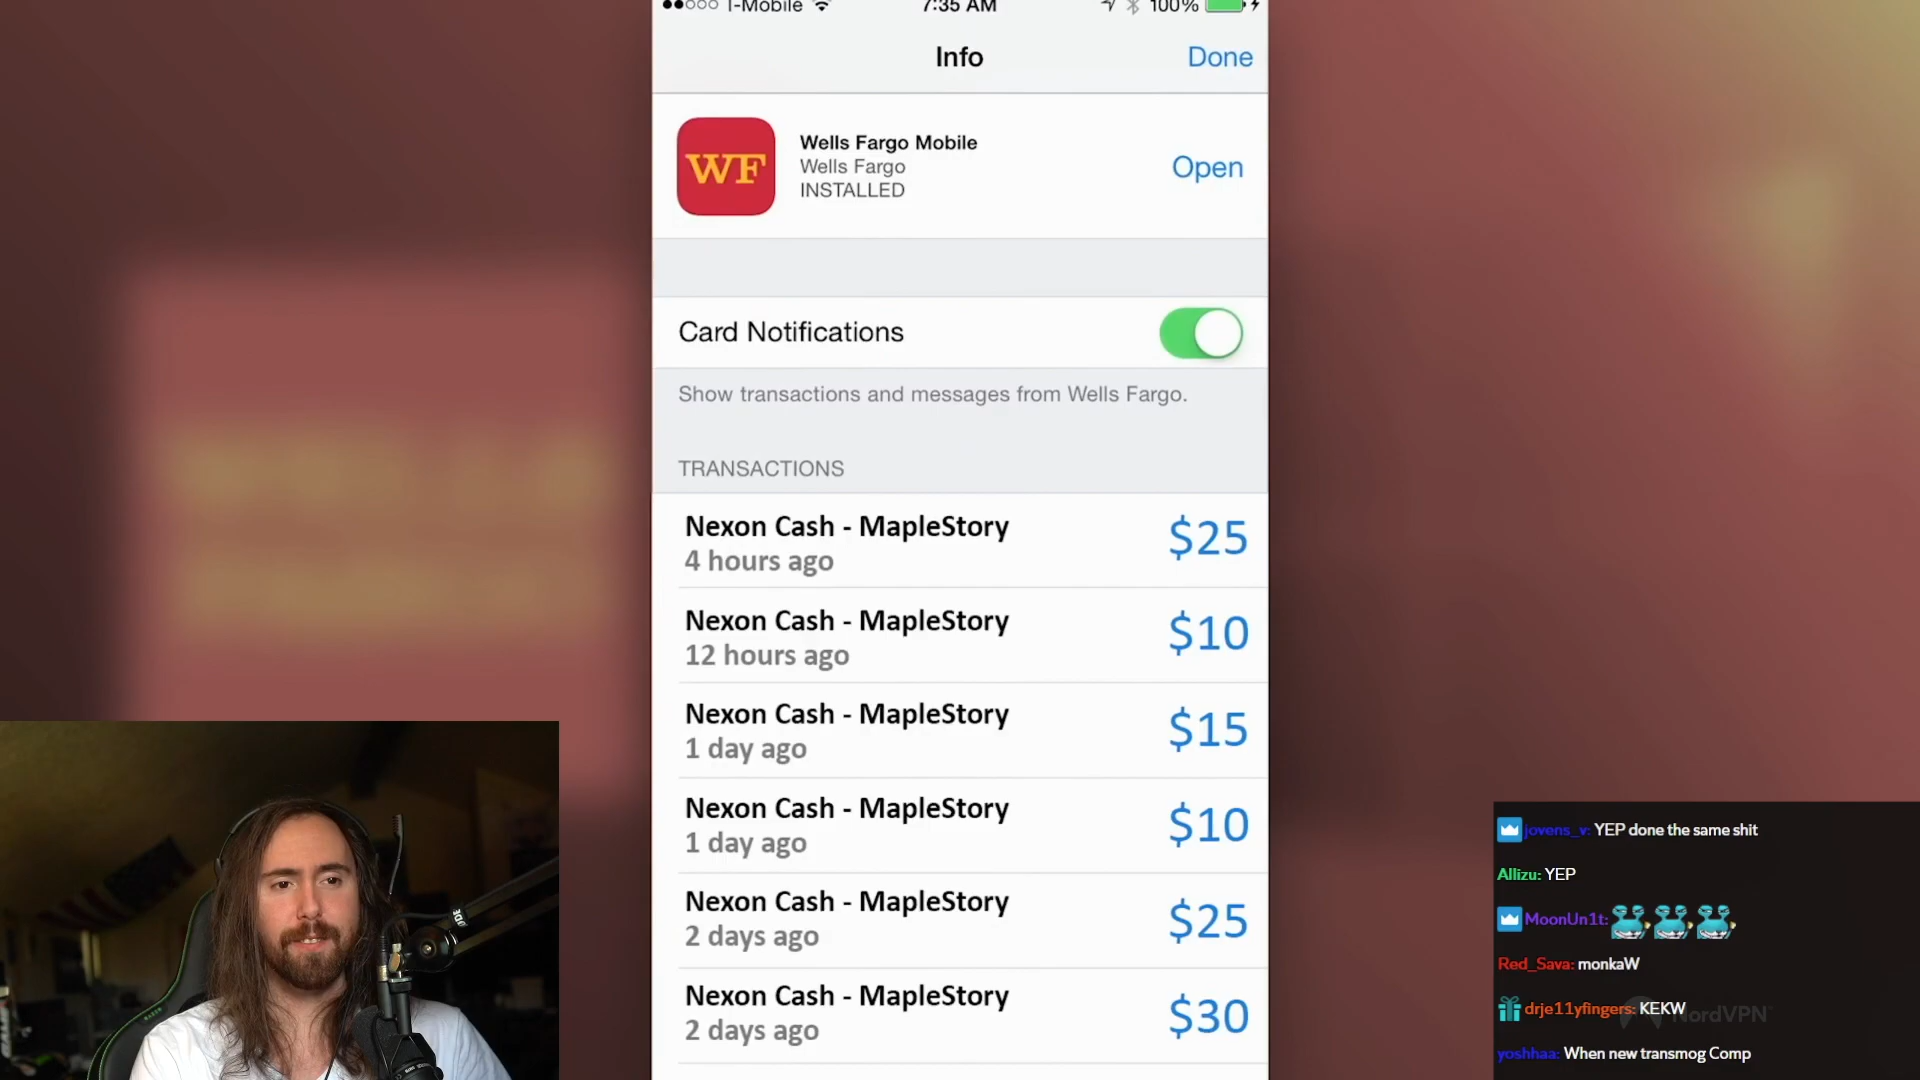 T-Mobile 7:35 AM 100%
Info Done
WF
Wells Fargo Mobile
Wells Fargo
INSTALLED
Open
Card Notifications
Show transactions and messages from Wells Fargo.
TRANSACTIONS
Nexon Cash - MapleStory $25
4 hours ago
Nexon Cash - MapleStory $10
12 hours ago
Nexon Cash - MapleStory $15
1 day ago
Nexon Cash - MapleStory $10
1 day ago
Nexon Cash - MapleStory $25
2 days ago
Nexon Cash - MapleStory $30
2 days ago
jovens_v: YEP done the same shit
Allizu: YEP
MoonUn1t:
Red_Sava: monkaW
drje11yfingers: KEKW
NordVPN
yoshhaa: When new transmog Comp